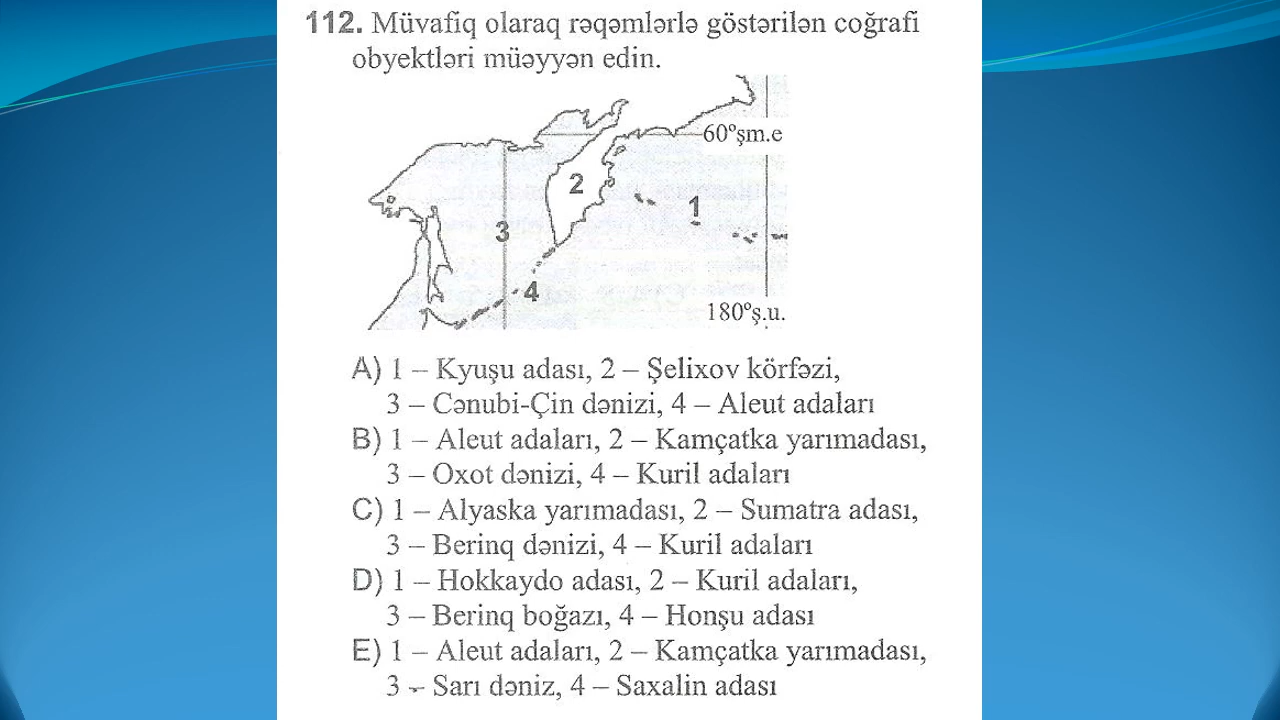 112. Müvafiq olaraq rəqəmlərlə göstərilən coğrafi
obyektləri müəyyən edin.
60°şm.e
2
1
3
4
180°ş.u.
A) 1 – Kyuşu adası, 2 – Şelixov körfəzi,
3 – Cənubi-Çin dənizi, 4 – Aleut adaları
B) 1 – Aleut adaları, 2 – Kamçatka yarımadası,
3 – Oxot dənizi, 4 – Kuril adaları
C) 1 – Alyaska yarımadası, 2 – Sumatra adası,
3 – Berinq dənizi, 4 – Kuril adaları
D) 1 – Hokkaydo adası, 2 – Kuril adaları,
3 – Berinq boğazı, 4 – Honşu adası
E) 1 – Aleut adaları, 2 – Kamçatka yarımadası,
3 – Sarı dəniz, 4 – Saxalin adası